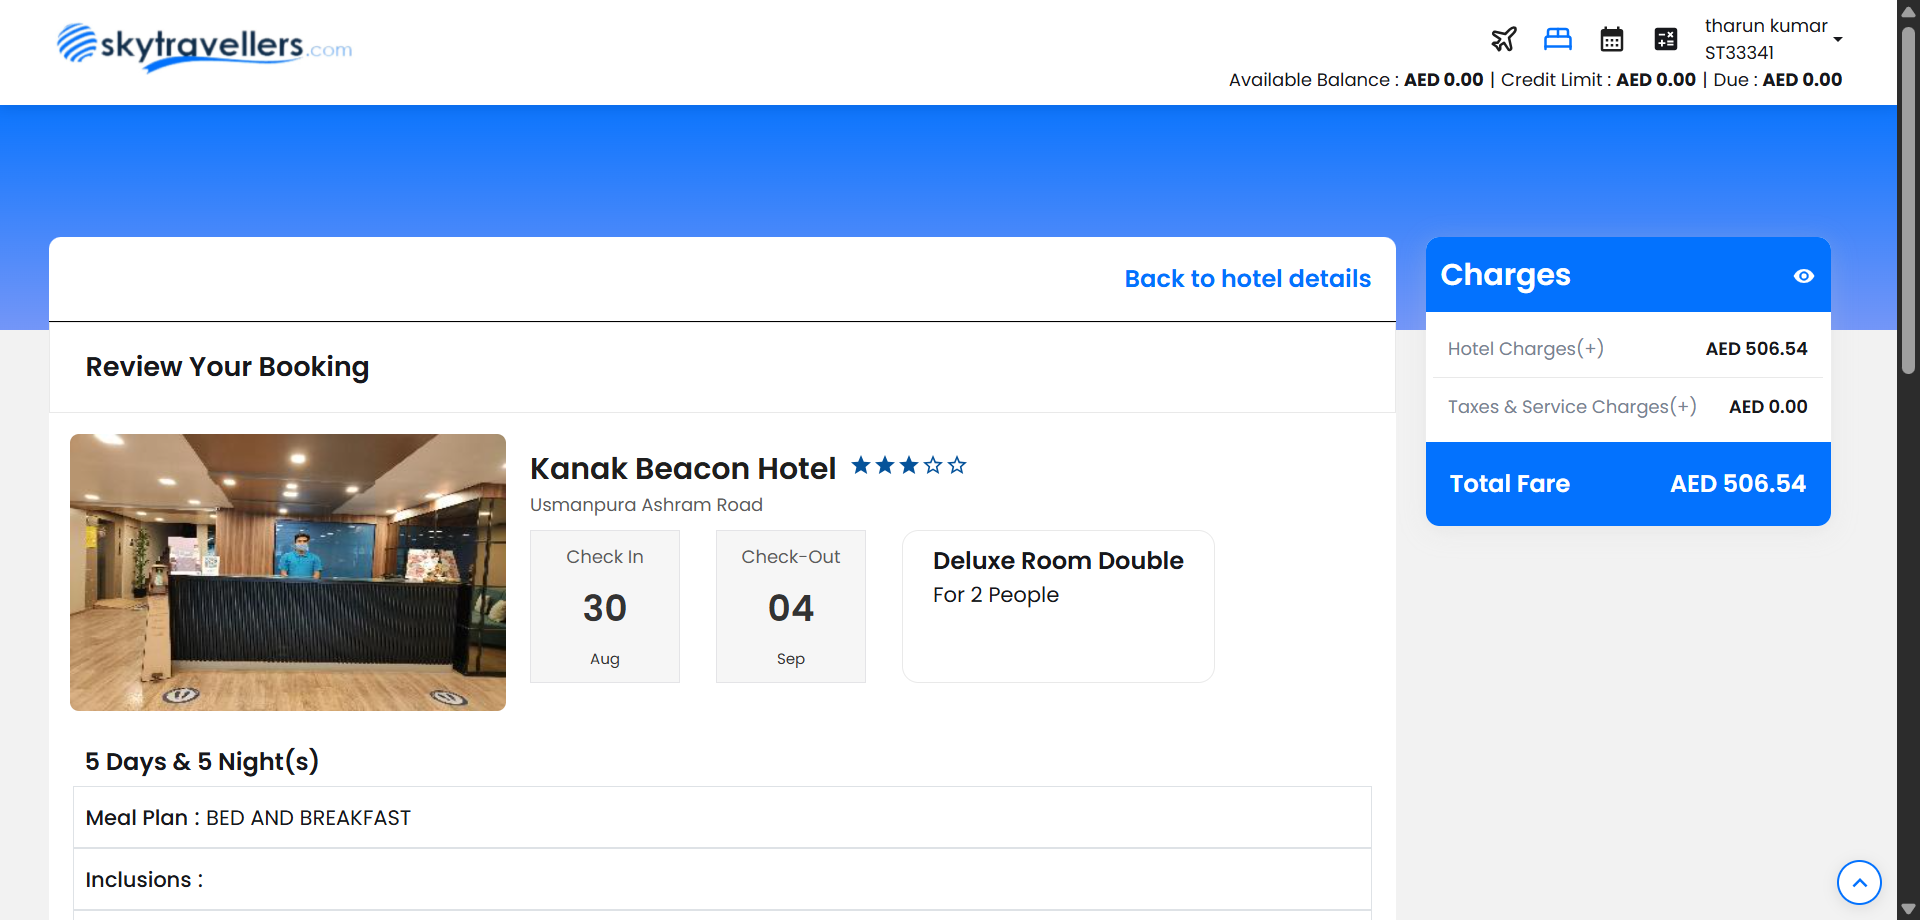 skytravellers.com
tharun kumar
ST33341
Available Balance : AED 0.00 | Credit Limit : AED 0.00 | Due : AED 0.00
Back to hotel details
Review Your Booking
Kanak Beacon Hotel
Usmanpura Ashram Road
Check In
30
Aug
Check-Out
04
Sep
Deluxe Room Double
For 2 People
5 Days & 5 Night(s)
Meal Plan : BED AND BREAKFAST
Inclusions :
Charges
Hotel Charges(+) AED 506.54
Taxes & Service Charges(+) AED 0.00
Total Fare AED 506.54